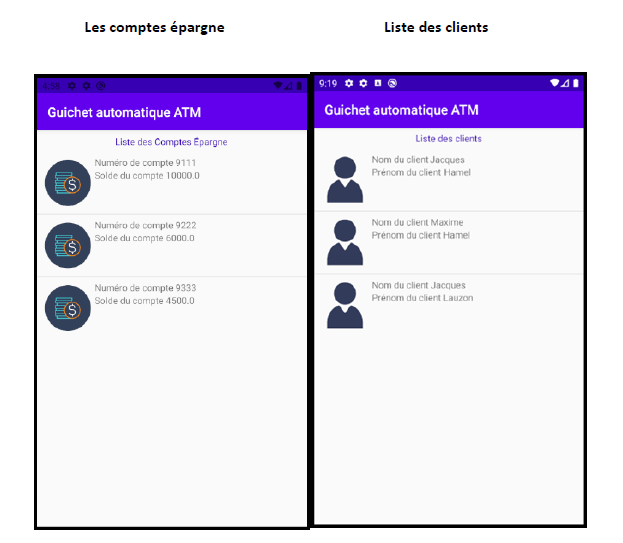 Les comptes épargne
Liste des clients
Guichet automatique ATM
Liste des Comptes Épargne
Numéro de compte 9111
Solde du compte 10000.0
Numéro de compte 9222
Solde du compte 6000.0
Numéro de compte 9333
Solde du compte 4500.0
9:19
Guichet automatique ATM
Liste des clients
Nom du client Jacques
Prénom du client Hamel
Nom du client Maxime
Prénom du client Hamel
Nom du client Jacques
Prénom du client Lauzon